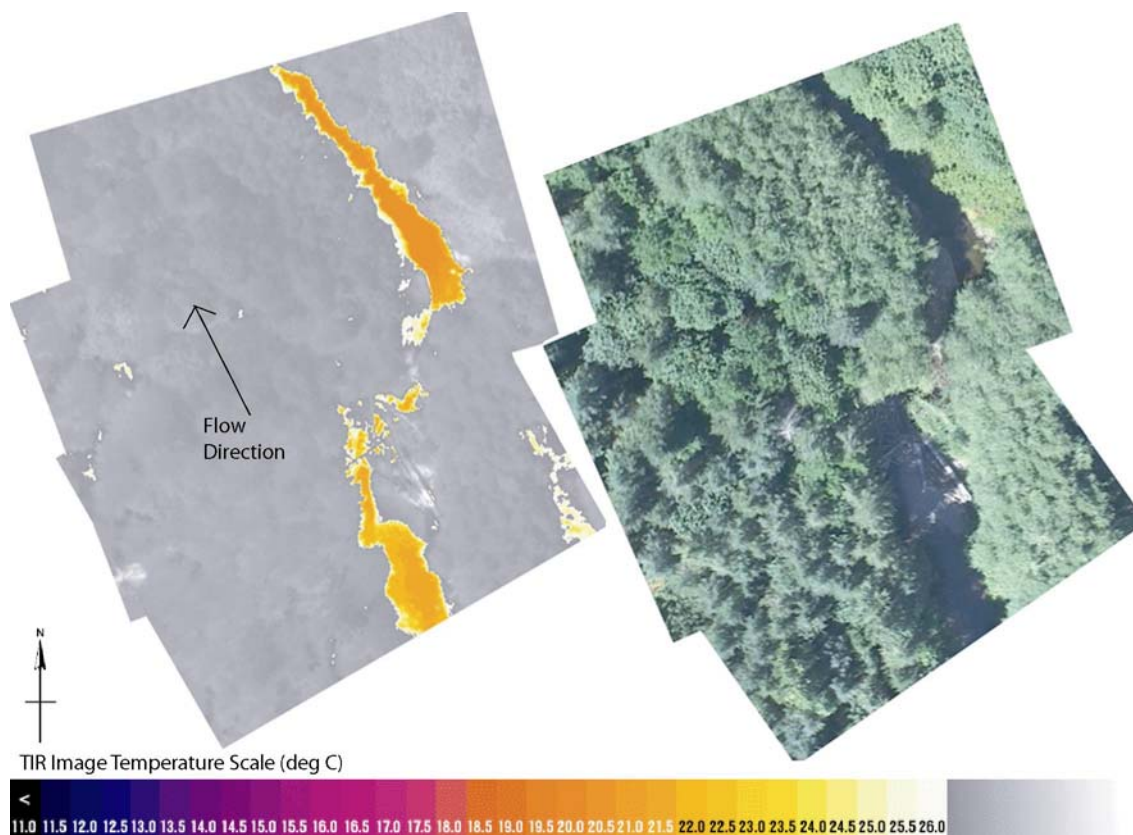 Flow
Direction
N
TIR Image Temperature Scale (deg C)
<
11.0 11.5 12.0 12.5 13.0 13.5 14.0 14.5 15.0 15.5 16.0 16.5 17.0 17.5 18.0 18.5 19.0 19.5 20.0 20.5 21.0 21.5 22.0 22.5 23.0 23.5 24.0 24.5 25.0 25.5 26.0